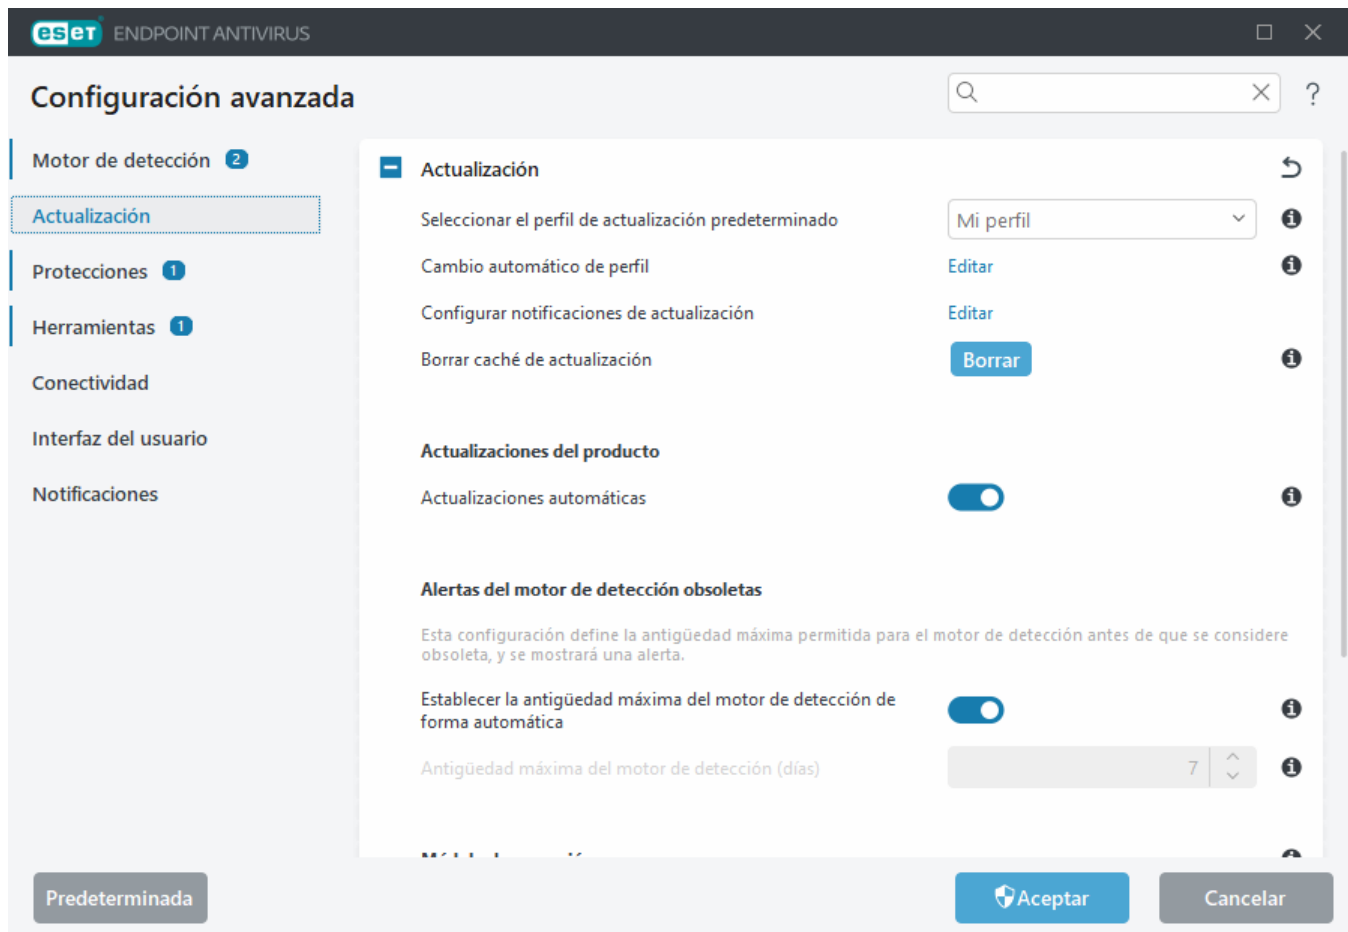 eset ENDPOINT ANTIVIRUS
Configuración avanzada
?
Motor de detección 2
Actualización
Protecciones 1
Herramientas 1
Conectividad
Interfaz del usuario
Notificaciones
Actualización
Seleccionar el perfil de actualización predeterminado Mi perfil
Cambio automático de perfil Editar
Configurar notificaciones de actualización Editar
Borrar caché de actualización Borrar
Actualizaciones del producto
Actualizaciones automáticas
Alertas del motor de detección obsoletas
Esta configuración define la antigüedad máxima permitida para el motor de detección antes de que se considere
obsoleta, y se mostrará una alerta.
Establecer la antigüedad máxima del motor de detección de
forma automática
Antigüedad máxima del motor de detección (días) 7
Predeterminada
Aceptar
Cancelar